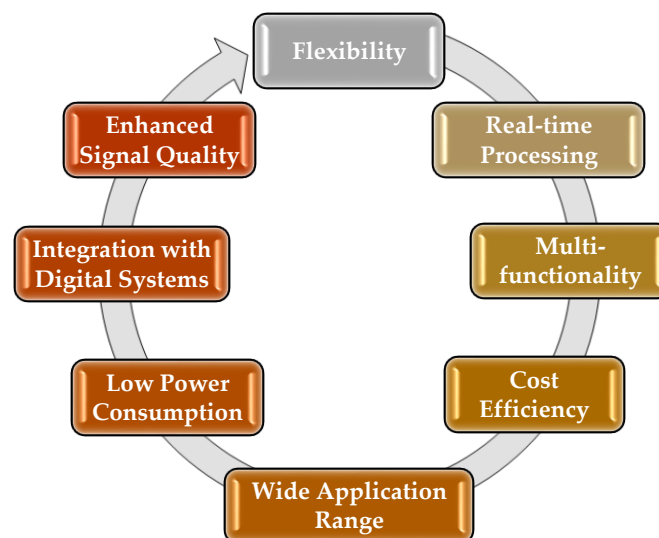 Flexibility
Real-time
Processing
Multi-
functionality
Cost
Efficiency
Wide Application
Range
Low Power
Consumption
Integration with
Digital Systems
Enhanced
Signal Quality